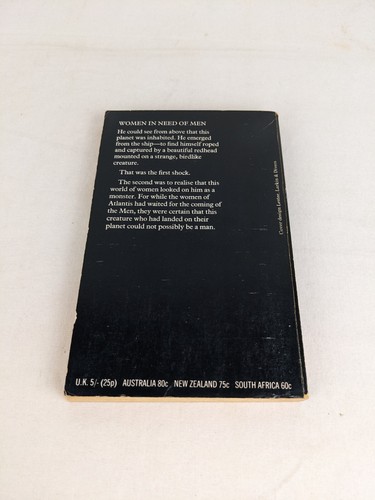 WOMEN IN NEED OF MEN
He could see from above that this
planet was inhabited. He emerged
from the ship—to find himself roped
and captured by a beautiful redhead
mounted on a strange, birdlike
creature.
That was the first shock.
The second was to realise that this
world of women looked on him as a
monster. For while the women of
Atlantis had waited for the coming of
the Men, they were certain that this
creature who had landed on their
planet could not possibly be a man.
Cover design Lottus, Larkin & Brown
U.K. 5/- (25p) AUSTRALIA 80c NEW ZEALAND 75c SOUTH AFRICA 60c